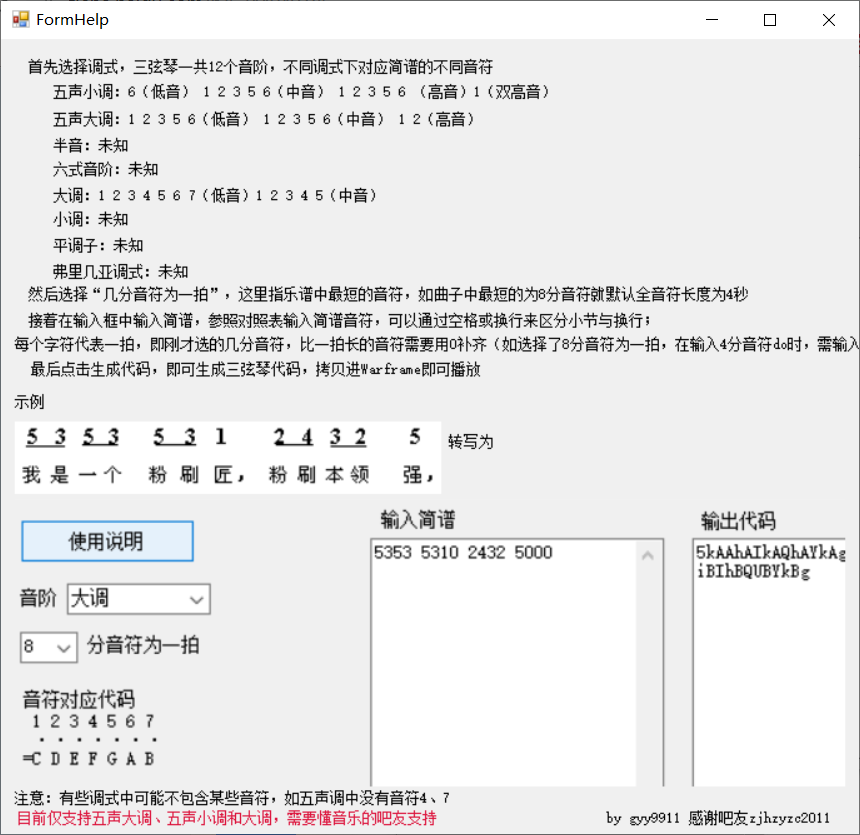 FormHelp
首先选择调式，三弦琴一共12个音阶，不同调式下对应简谱的不同音符
五声小调：6（低音） 1 2 3 5 6（中音） 1 2 3 5 6 （高音）1（双高音）
五声大调：1 2 3 5 6（低音） 1 2 3 5 6（中音） 1 2（高音）
半音：未知
六式音阶：未知
大调：1 2 3 4 5 6 7（低音）1 2 3 4 5（中音）
小调：未知
平调子：未知
弗里几亚调式：未知
然后选择“几分音符为一拍”，这里指乐谱中最短的音符，如曲子中最短的为8分音符就默认全音符长度为4秒
接着在输入框中输入简谱，参照对照表输入简谱音符，可以通过空格或换行来区分小节与换行；
每个字符代表一拍，即刚才选的几分音符，比一拍长的音符需要用0补齐（如选择了8分音符为一拍，在输入4分音符do时，需输入
最后点击生成代码，即可生成三弦琴代码，拷贝进Warframe即可播放
示例
5 3 5 3 5 3 1 2 4 3 2 5
转写为
我 是 一 个 粉 刷 匠， 粉 刷 本 领 强，
使用说明
音阶 大调
8 分音符为一拍
音符对应代码
1 2 3 4 5 6 7
. . . . . . .
=C D E F G A B
输入简谱
5353 5310 2432 5000
输出代码
5kAAhAIkAQhAYkAg
iBIhBQUBYkBg
注意：有些调式中可能不包含某些音符，如五声调中没有音符4、7
目前仅支持五声大调、五声小调和大调，需要懂音乐的吧友支持
by gyy9911 感谢吧友zjhzyzc2011